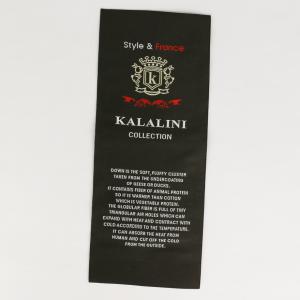 Style & France
k
KALALINI
COLLECTION
DOWN IS THE SOFT, FLUFFY CLUSTER
TAKEN FROM THE UNDERCOATING
OF GEESE OR DUCKS.
IT CONTAINS FIBER OF ANIMAL PROTEIN
SO IT IS WARMER THAN COTTON
WHICH IS VEGETABLE PROTEIN.
THE GLOBULAR FIBER IS FULL OF TINY
TRIANGULAR AIR HOLES WHICH CAN
EXPAND WITH HEAT AND CONTRACT WITH
COLD ACCORDING TO THE TEMPERATURE.
IT CAN ABSORB THE HEAT FROM
HUMAN AND CUT OFF THE COLD
FROM THE OUTSIDE.